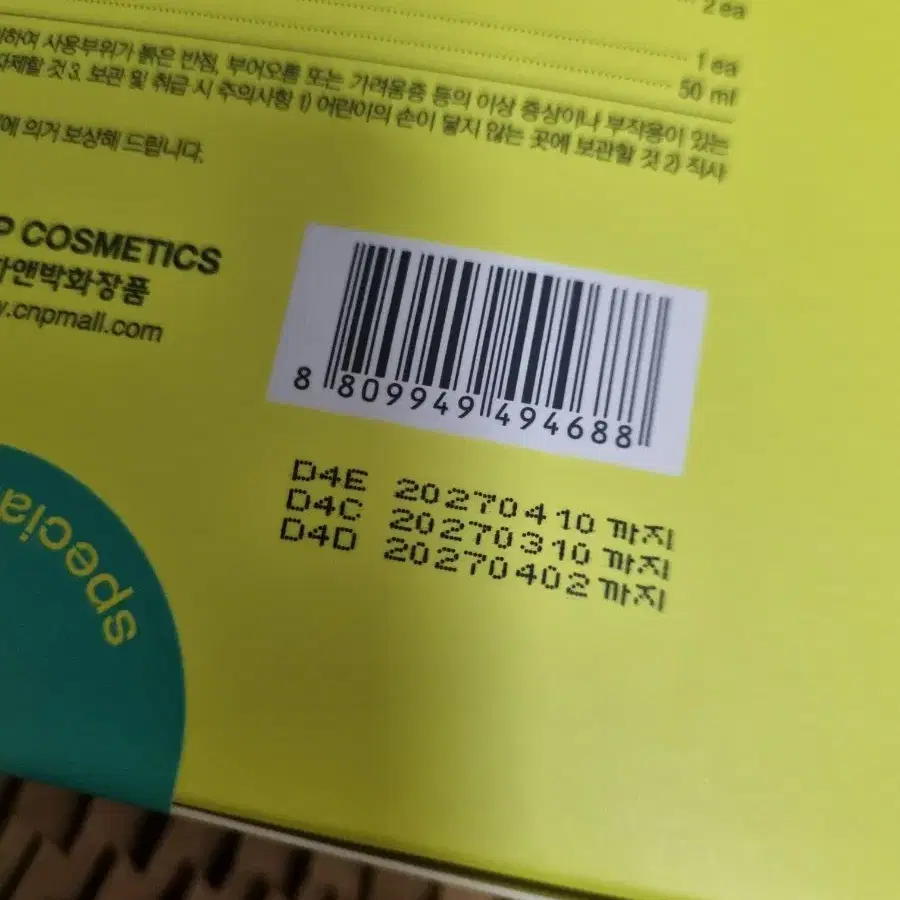 2 ea
1 ea
50 ml
하여 사용부위가 붉은 반점, 부어오름 또는 가려움증 등의 이상 증상이나 부작용이 있는
자제할 것 3. 보관 및 취급 시 주의사항 1) 어린이의 손이 닿지 않는 곳에 보관할 것 2) 직사
에 의거 보상해 드립니다.
P COSMETICS
차앤박화장품
.cnpmall.com
8 809949 494688
D4E 20270410 까지
D4C 20270310 까지
D4D 20270402 까지
specia